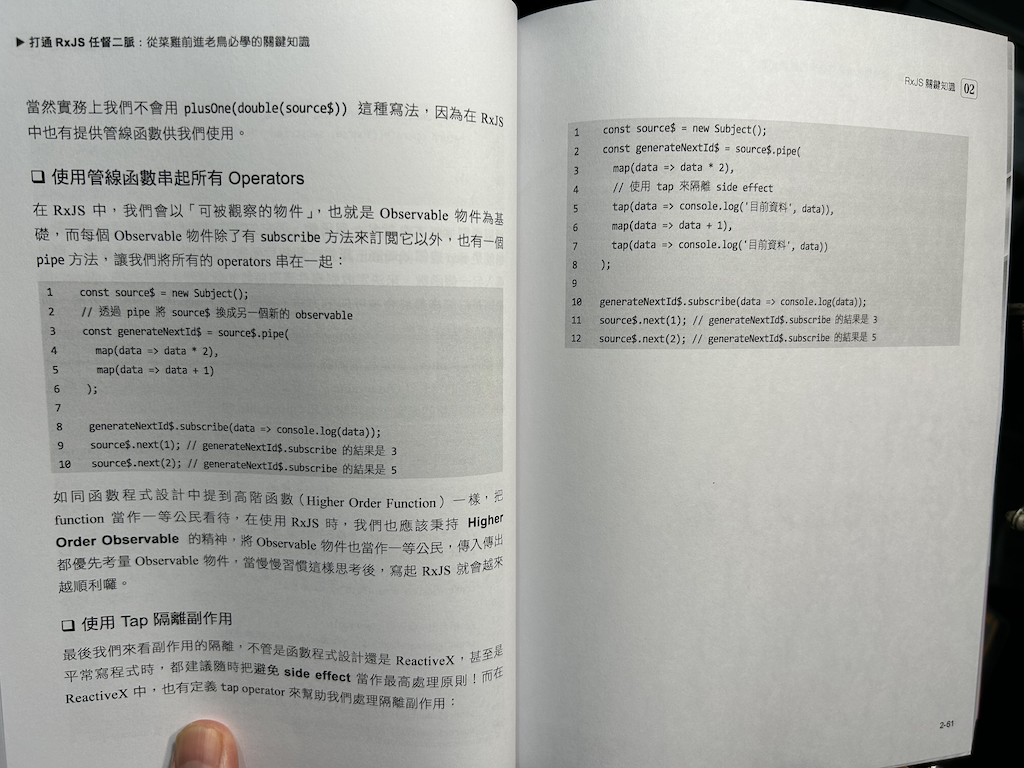 ▶ 打通 RxJS 任督二脈：從菜雞前進老鳥必學的關鍵知識
當然實務上我們不會用 plusOne(double(source$)) 這種寫法，因為在 RxJS
中也有提供管線函數供我們使用。
❑ 使用管線函數串起所有 Operators
在 RxJS 中，我們會以「可被觀察的物件」，也就是 Observable 物件為基
礎，而每個 Observable 物件除了有 subscribe 方法來訂閱它以外，也有一個
pipe 方法，讓我們將所有的 operators 串在一起：
1 const source$ = new Subject();
2 // 透過 pipe 將 source$ 換成另一個新的 observable
3 const generateNextId$ = source$.pipe(
4 map(data => data * 2),
5 map(data => data + 1)
6 );
7
8 generateNextId$.subscribe(data => console.log(data));
9 source$.next(1); // generateNextId$.subscribe 的結果是 3
10 source$.next(2); // generateNextId$.subscribe 的結果是 5
如同函數程式設計中提到高階函數（Higher Order Function）一樣，把
function 當作一等公民看待，在使用 RxJS 時，我們也應該秉持 Higher
Order Observable 的精神，將 Observable 物件也當作一等公民，傳入傳出
都優先考量 Observable 物件，當慢慢習慣這樣思考後，寫起 RxJS 就會越來
越順利囉。
❑ 使用 Tap 隔離副作用
最後我們來看副作用的隔離，不管是函數程式設計還是 ReactiveX，甚至是
平常寫程式時，都建議隨時把避免 side effect 當作最高處理原則！而在
ReactiveX 中，也有定義 tap operator 來幫助我們處理隔離副作用：
RxJS 關鍵知識 02
1 const source$ = new Subject();
2 const generateNextId$ = source$.pipe(
3 map(data => data * 2),
4 // 使用 tap 來隔離 side effect
5 tap(data => console.log('目前資料', data)),
6 map(data => data + 1),
7 tap(data => console.log('目前資料', data))
8 );
9
10 generateNextId$.subscribe(data => console.log(data));
11 source$.next(1); // generateNextId$.subscribe 的結果是 3
12 source$.next(2); // generateNextId$.subscribe 的結果是 5
2-61